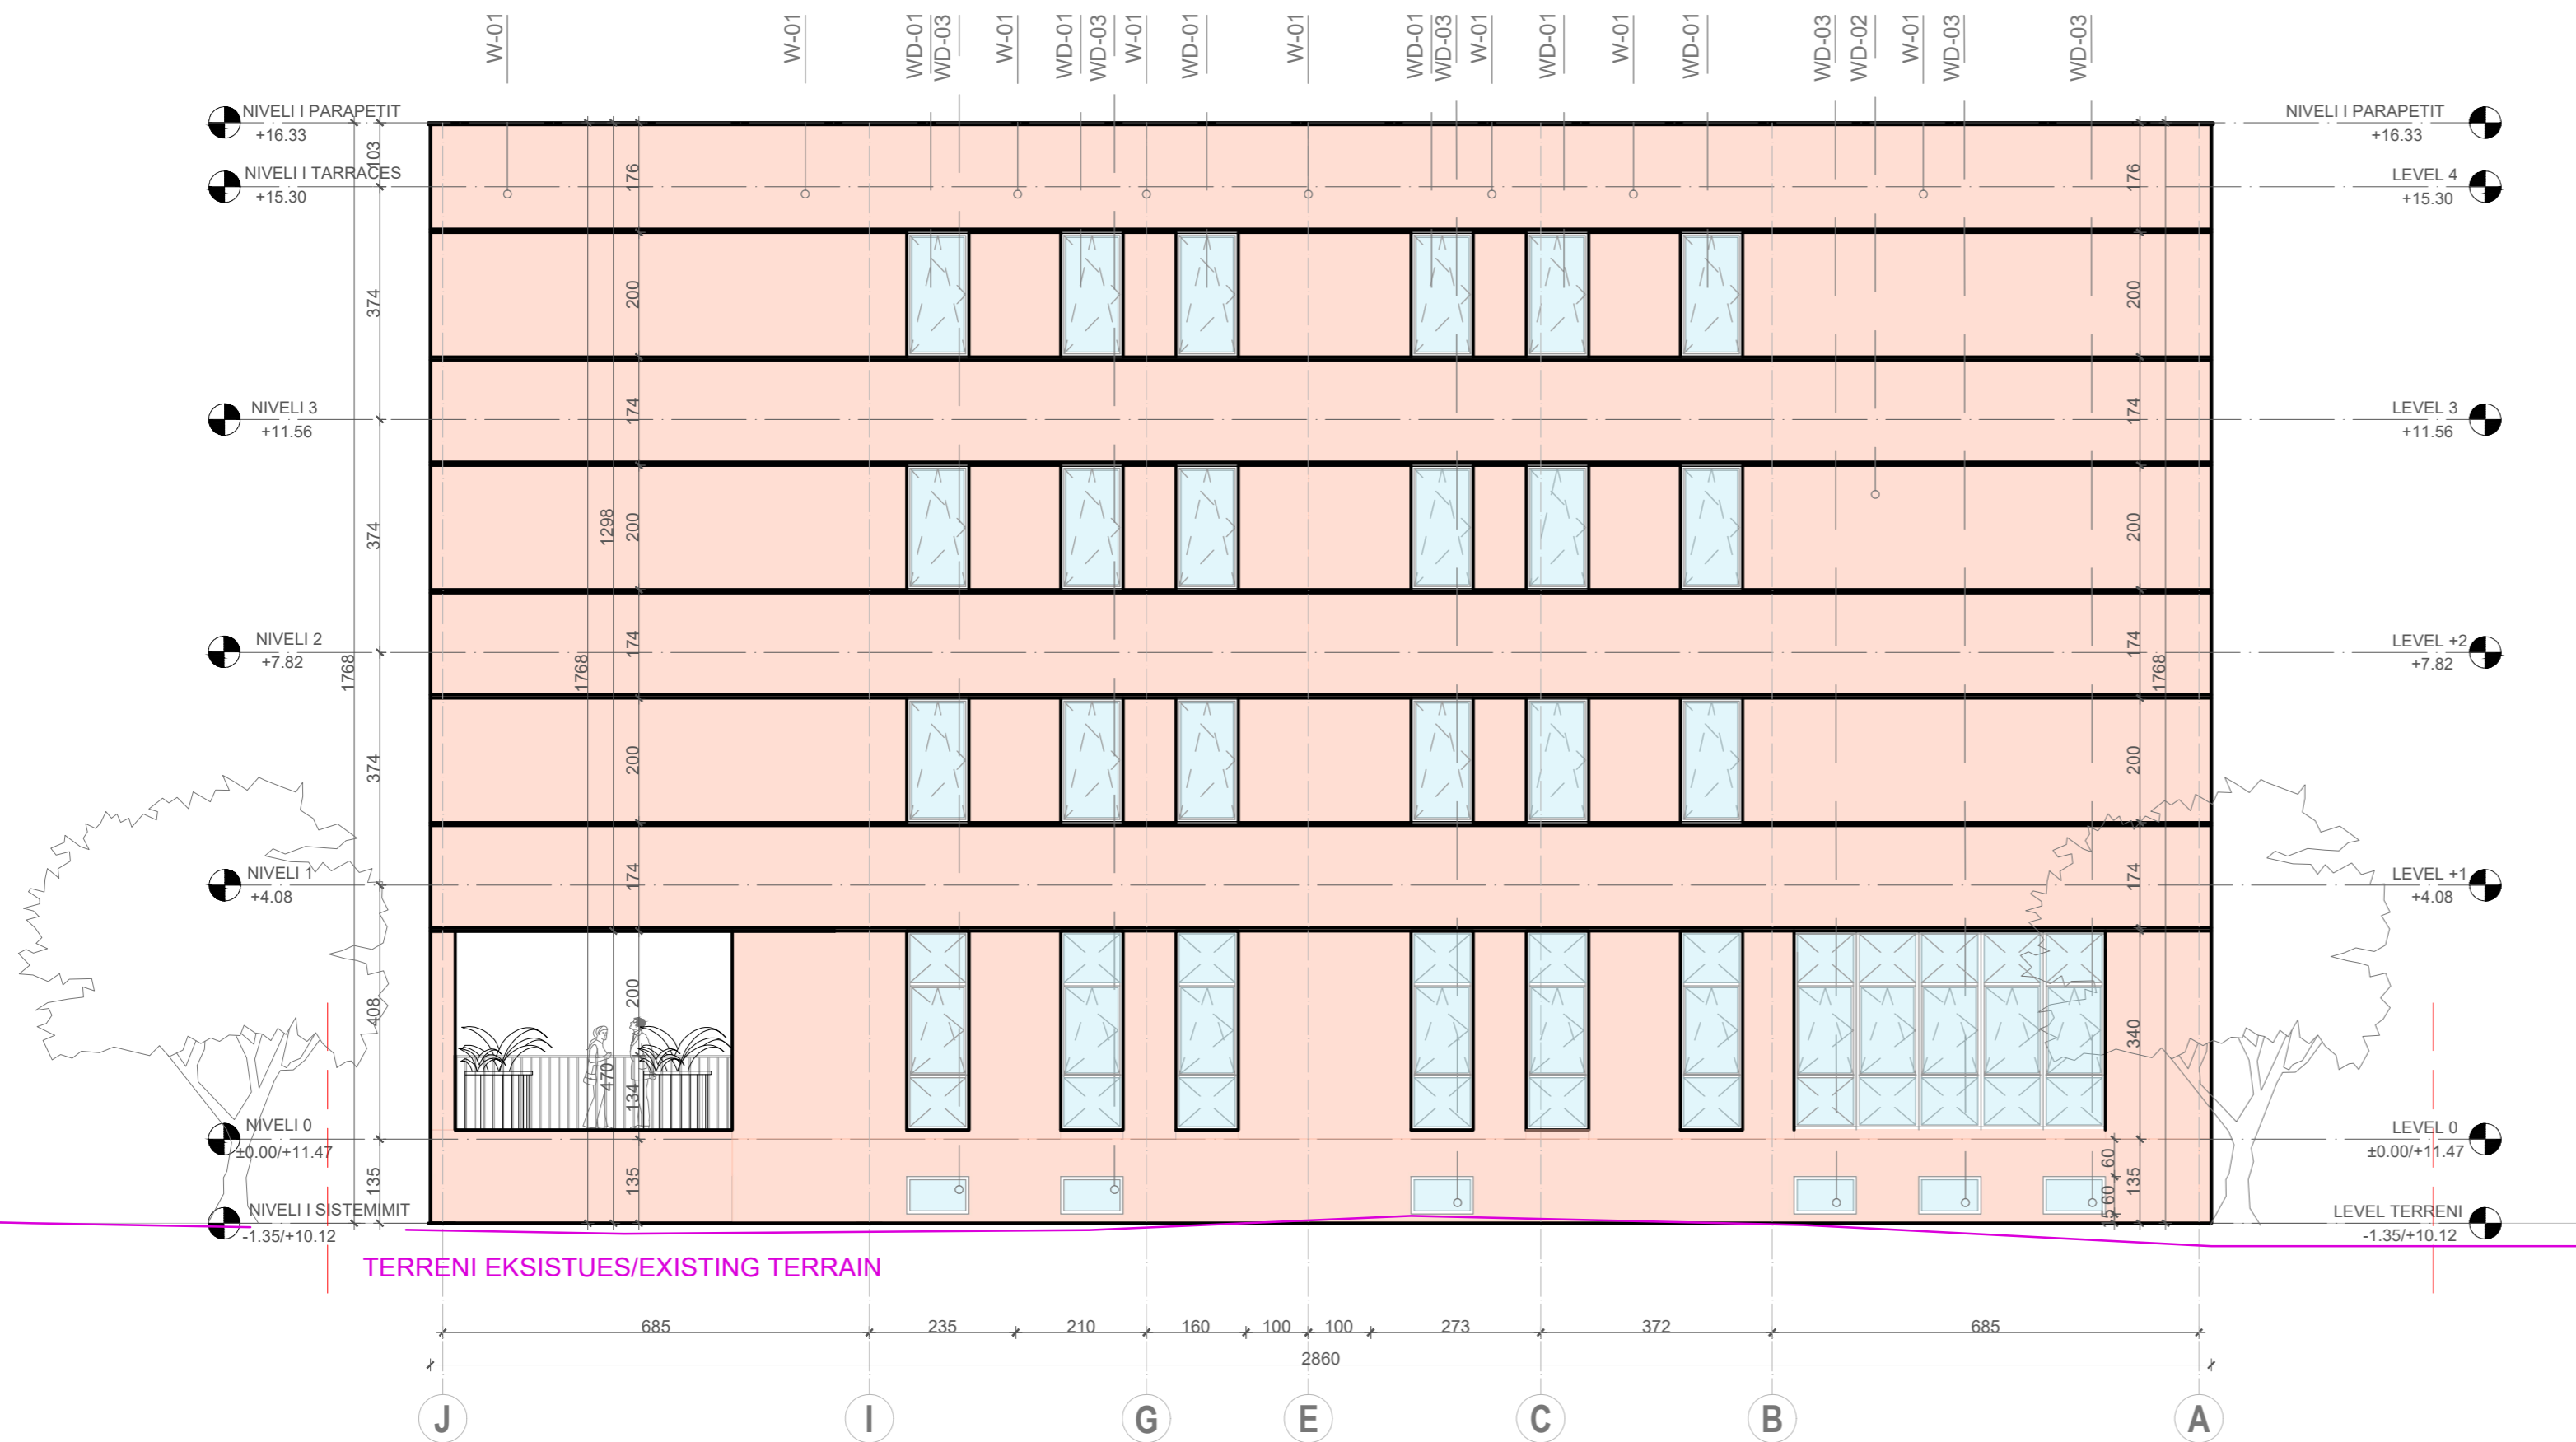 W-01
W-01
WD-01
WD-03
W-01
WD-01
WD-03
W-01
WD-01
W-01
WD-01
WD-03
W-01
WD-01
W-01
WD-01
WD-03
WD-02
W-01
WD-03
WD-03
NIVELI I PARAPETIT
+16.33
NIVELI I PARAPETIT
+16.33
103
176
176
NIVELI I TARRACES
+15.30
LEVEL 4
+15.30
374
200
200
NIVELI 3
+11.56
174
174
LEVEL 3
+11.56
374
1298
200
200
NIVELI 2
+7.82
1768
1768
174
174
1768
LEVEL +2
+7.82
374
200
200
NIVELI 1
+4.08
174
174
LEVEL +1
+4.08
408
200
470
134
340
NIVELI 0
±0.00/+11.47
LEVEL 0
±0.00/+11.47
135
135
60
60
15
135
NIVELI I SISTEMIMIT
-1.35/+10.12
LEVEL TERRENI
-1.35/+10.12
TERRENI EKSISTUES/EXISTING TERRAIN
685
235
210
160
100
100
273
372
685
2860
J
I
G
E
C
B
A